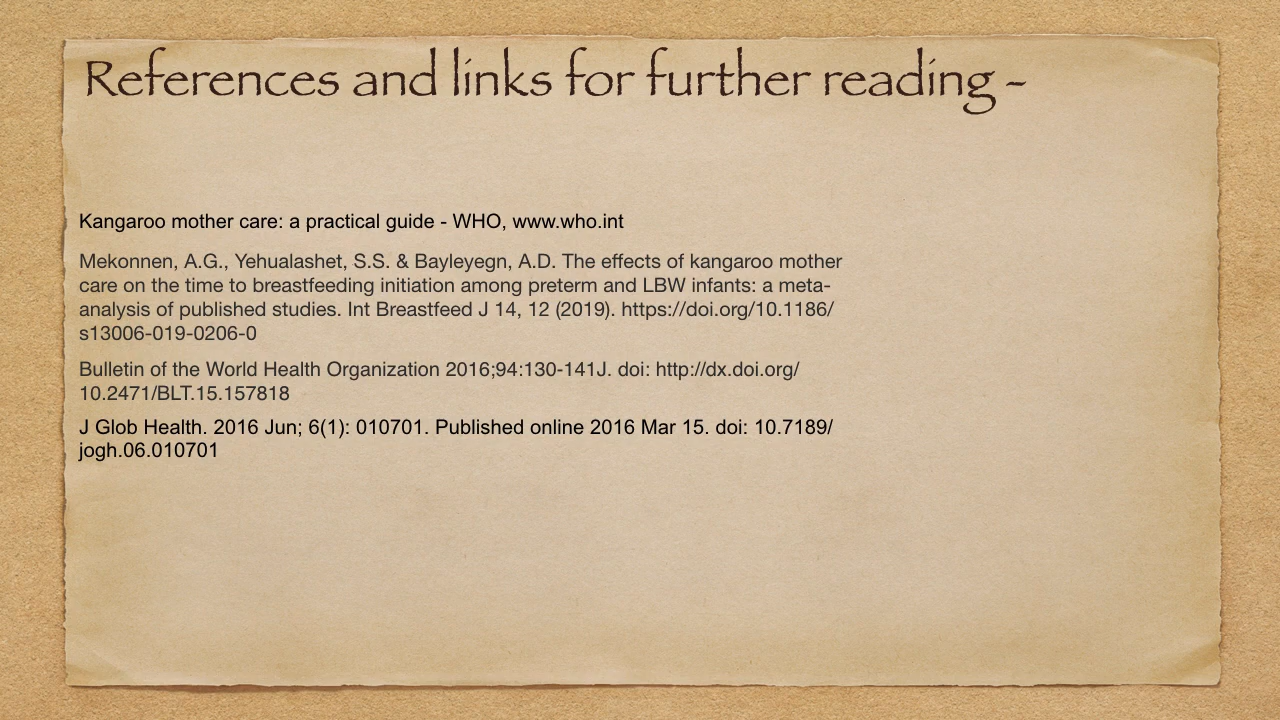 References and links for further reading -
Kangaroo mother care: a practical guide - WHO, www.who.int
Mekonnen, A.G., Yehualashet, S.S. & Bayleyegn, A.D. The effects of kangaroo mother
care on the time to breastfeeding initiation among preterm and LBW infants: a meta-
analysis of published studies. Int Breastfeed J 14, 12 (2019). https://doi.org/10.1186/
s13006-019-0206-0
Bulletin of the World Health Organization 2016;94:130-141J. doi: http://dx.doi.org/
10.2471/BLT.15.157818
J Glob Health. 2016 Jun; 6(1): 010701. Published online 2016 Mar 15. doi: 10.7189/
jogh.06.010701